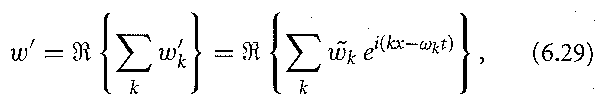 w′ = ℜ { ∑_k w′_k } = ℜ { ∑_k w̃_k e^{i(kx−ω_k t)} } , (6.29)